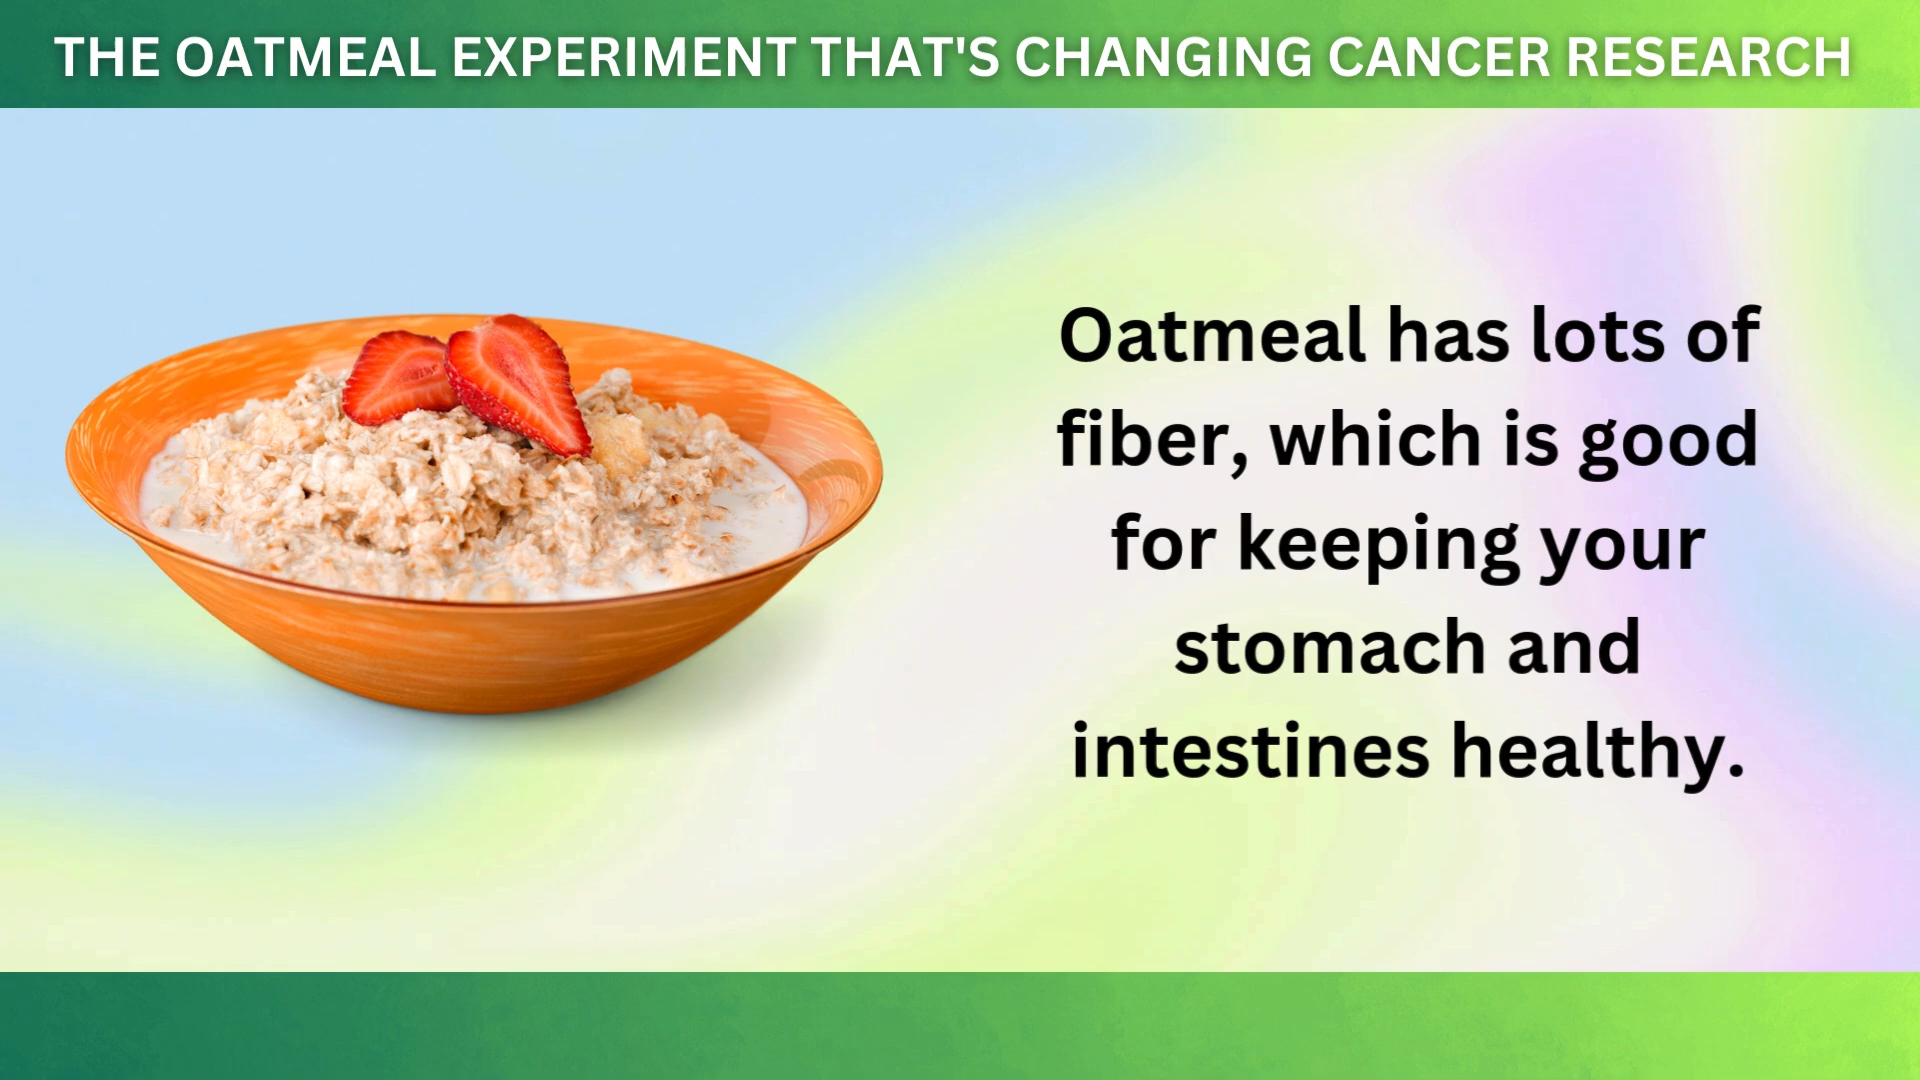 THE OATMEAL EXPERIMENT THAT'S CHANGING CANCER RESEARCH
Oatmeal has lots of
fiber, which is good
for keeping your
stomach and
intestines healthy.